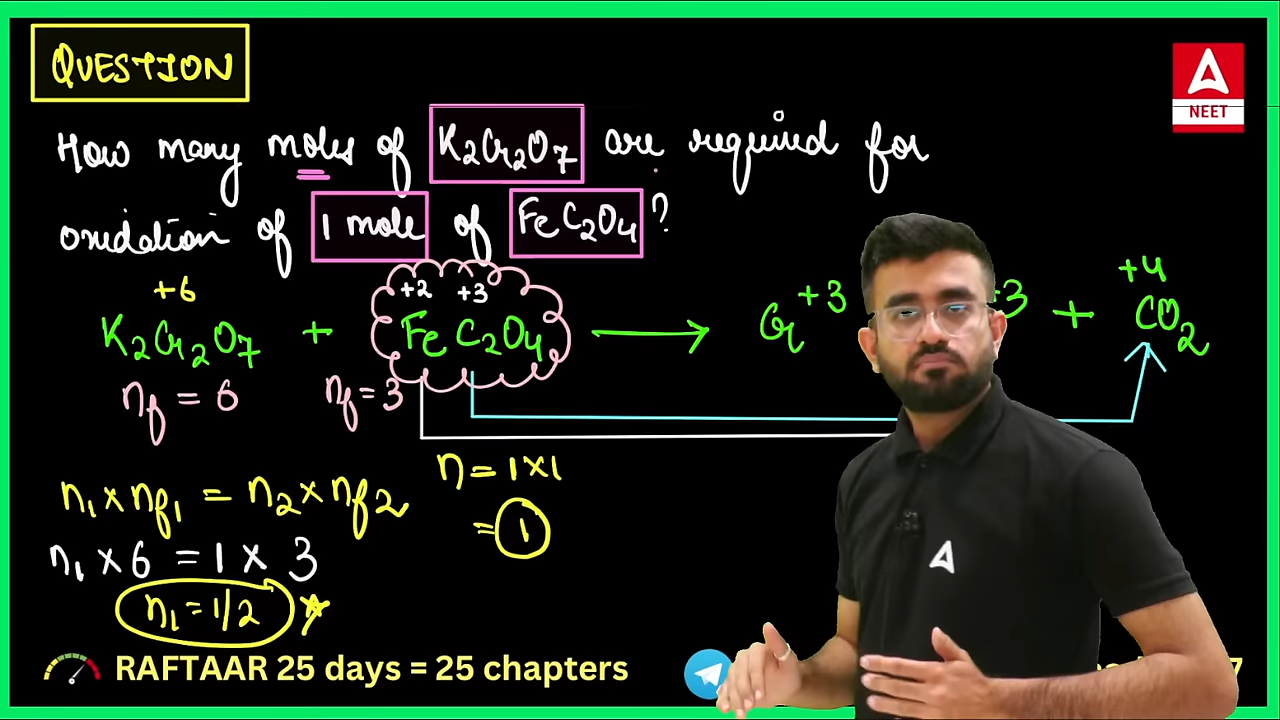 QUESTION
NEET
How many moles of K2Cr2O7 are required for
oxidation of 1 mole of FeC2O4?
+6 +2 +3 +3 +3 +4
K2Cr2O7 + FeC2O4 → Cr + CO2
nf = 6 nf = 3
n = 1×1
n1 × nf1 = n2 × nf2
= 1
n1 × 6 = 1 × 3
n1 = 1/2
RAFTAAR 25 days = 25 chapters
7